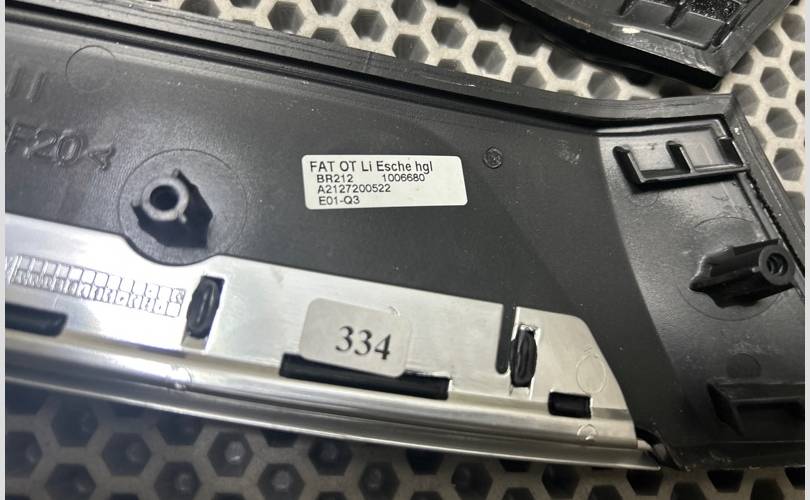 FAT OT Li Esche hgl
BR212 1006680
A2127200522
E01-Q3
334